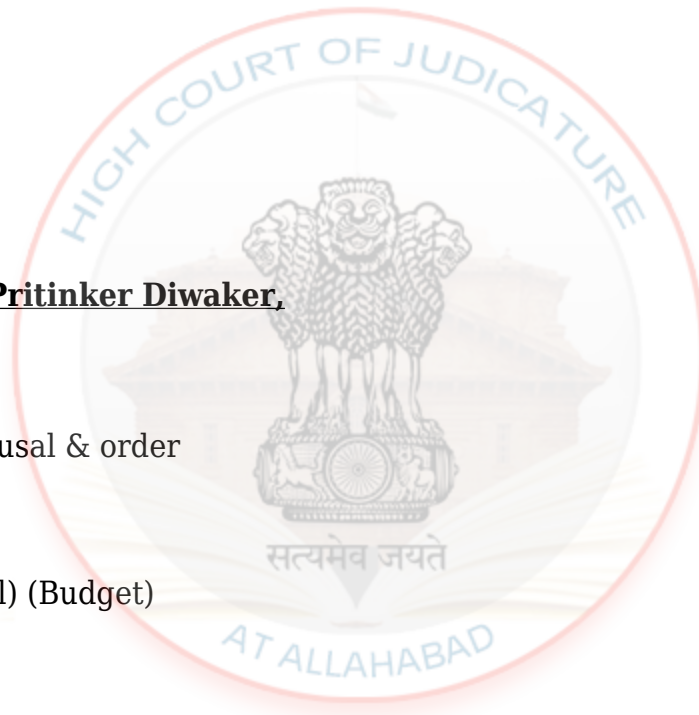 HIGH COURT OF JUDICATURE
Pritinker Diwaker,
usal & order
सत्यमेव जयते
l) (Budget)
AT ALLAHABAD